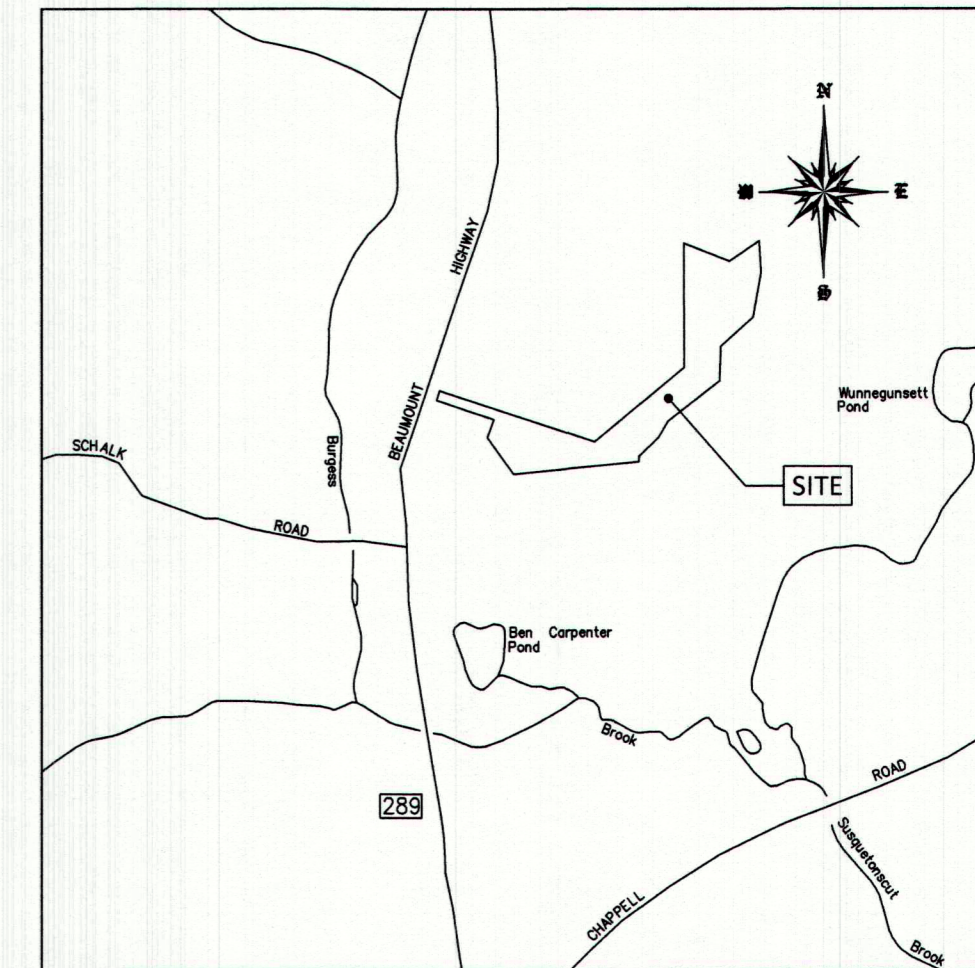 N
W
E
S
BEAUMOUNT HIGHWAY
Wunnegunsett
Pond
SCHALK ROAD
Burgess
SITE
Ben Carpenter
Pond
Brook
289
CHAPPELL ROAD
Susquetonscut Brook